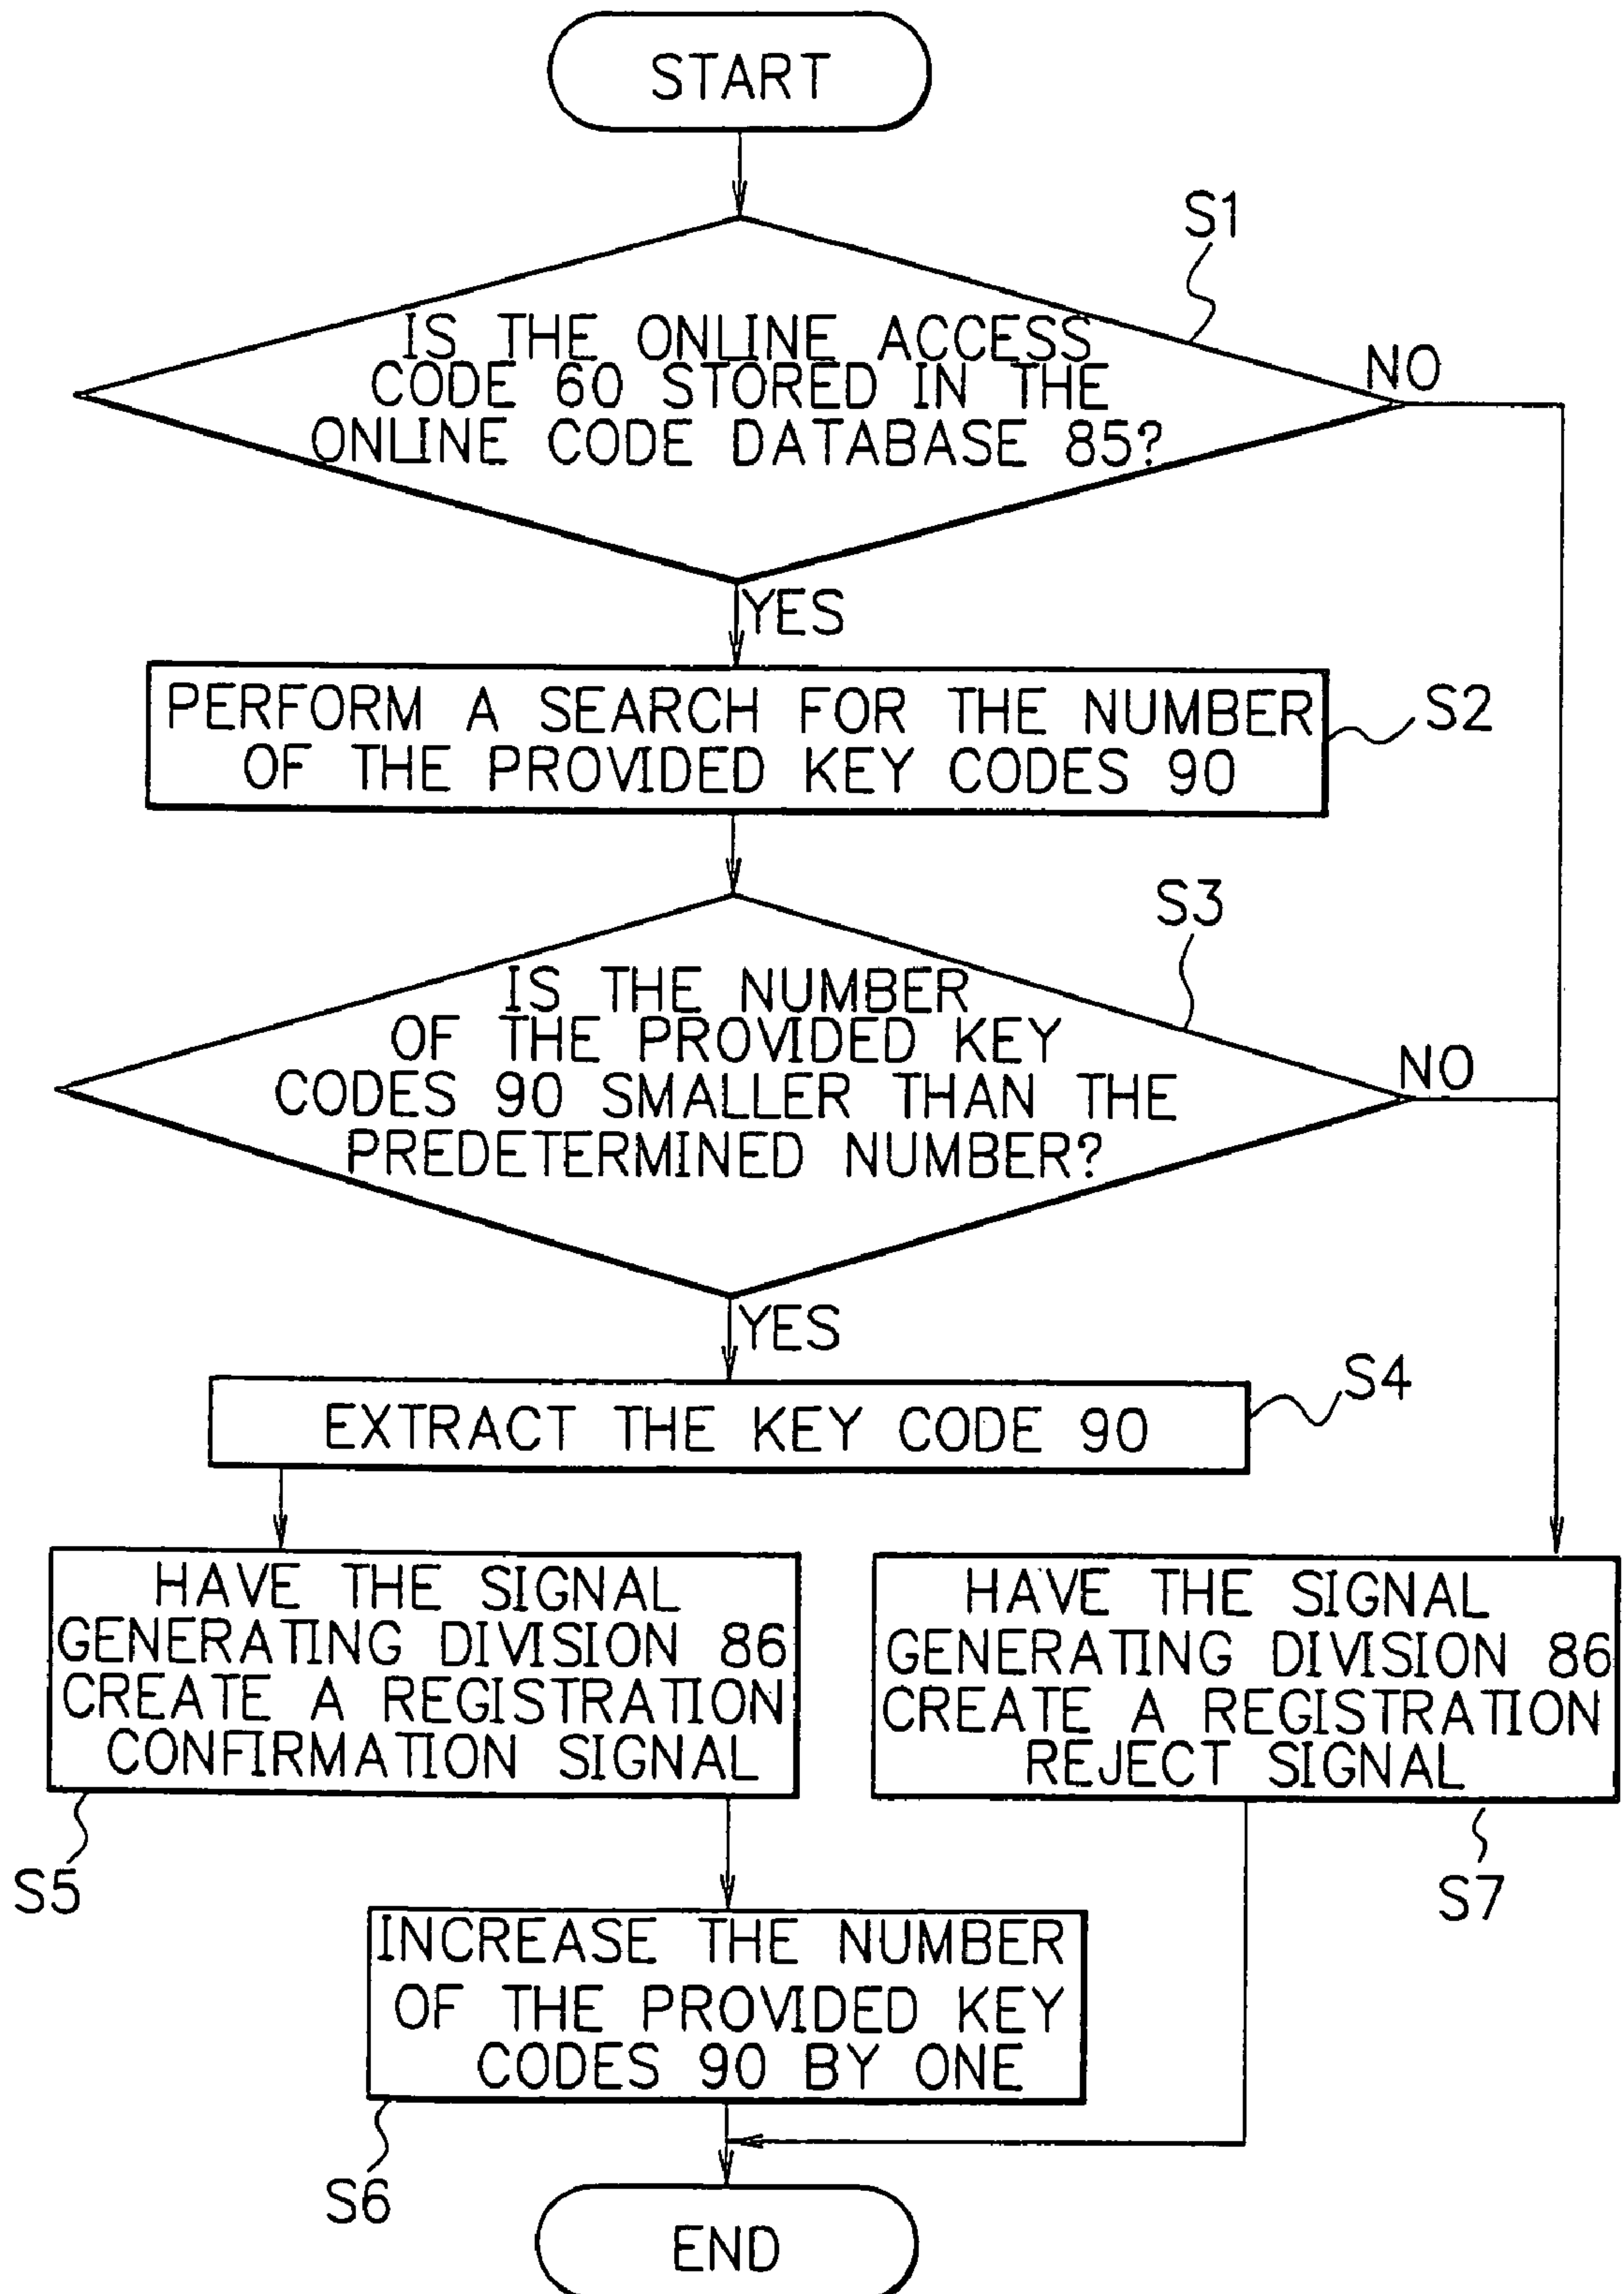 START
S1
IS THE ONLINE ACCESS
CODE 60 STORED IN THE
ONLINE CODE DATABASE 85?
NO
YES
PERFORM A SEARCH FOR THE NUMBER
OF THE PROVIDED KEY CODES 90
S2
S3
IS THE NUMBER
OF THE PROVIDED KEY
CODES 90 SMALLER THAN THE
PREDETERMINED NUMBER?
NO
YES
S4
EXTRACT THE KEY CODE 90
HAVE THE SIGNAL
GENERATING DIVISION 86
CREATE A REGISTRATION
CONFIRMATION SIGNAL
S5
HAVE THE SIGNAL
GENERATING DIVISION 86
CREATE A REGISTRATION
REJECT SIGNAL
S7
INCREASE THE NUMBER
OF THE PROVIDED KEY
CODES 90 BY ONE
S6
END